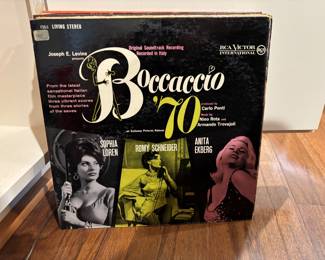 LIVING STEREO
Original Soundtrack Recording
Recorded in Italy
RCA VICTOR
INTERNATIONAL
Joseph E. Levine
presents
Boccaccio
'70
From the latest
sensational Italian
film masterpiece
three vibrant scores
from three stories
of the sexes
produced by
Carlo Ponti
Music by
Nino Rota and
Armando Trovajoli
an Embassy Pictures Release
SOPHIA
LOREN
ROMY SCHNEIDER
ANITA
EKBERG